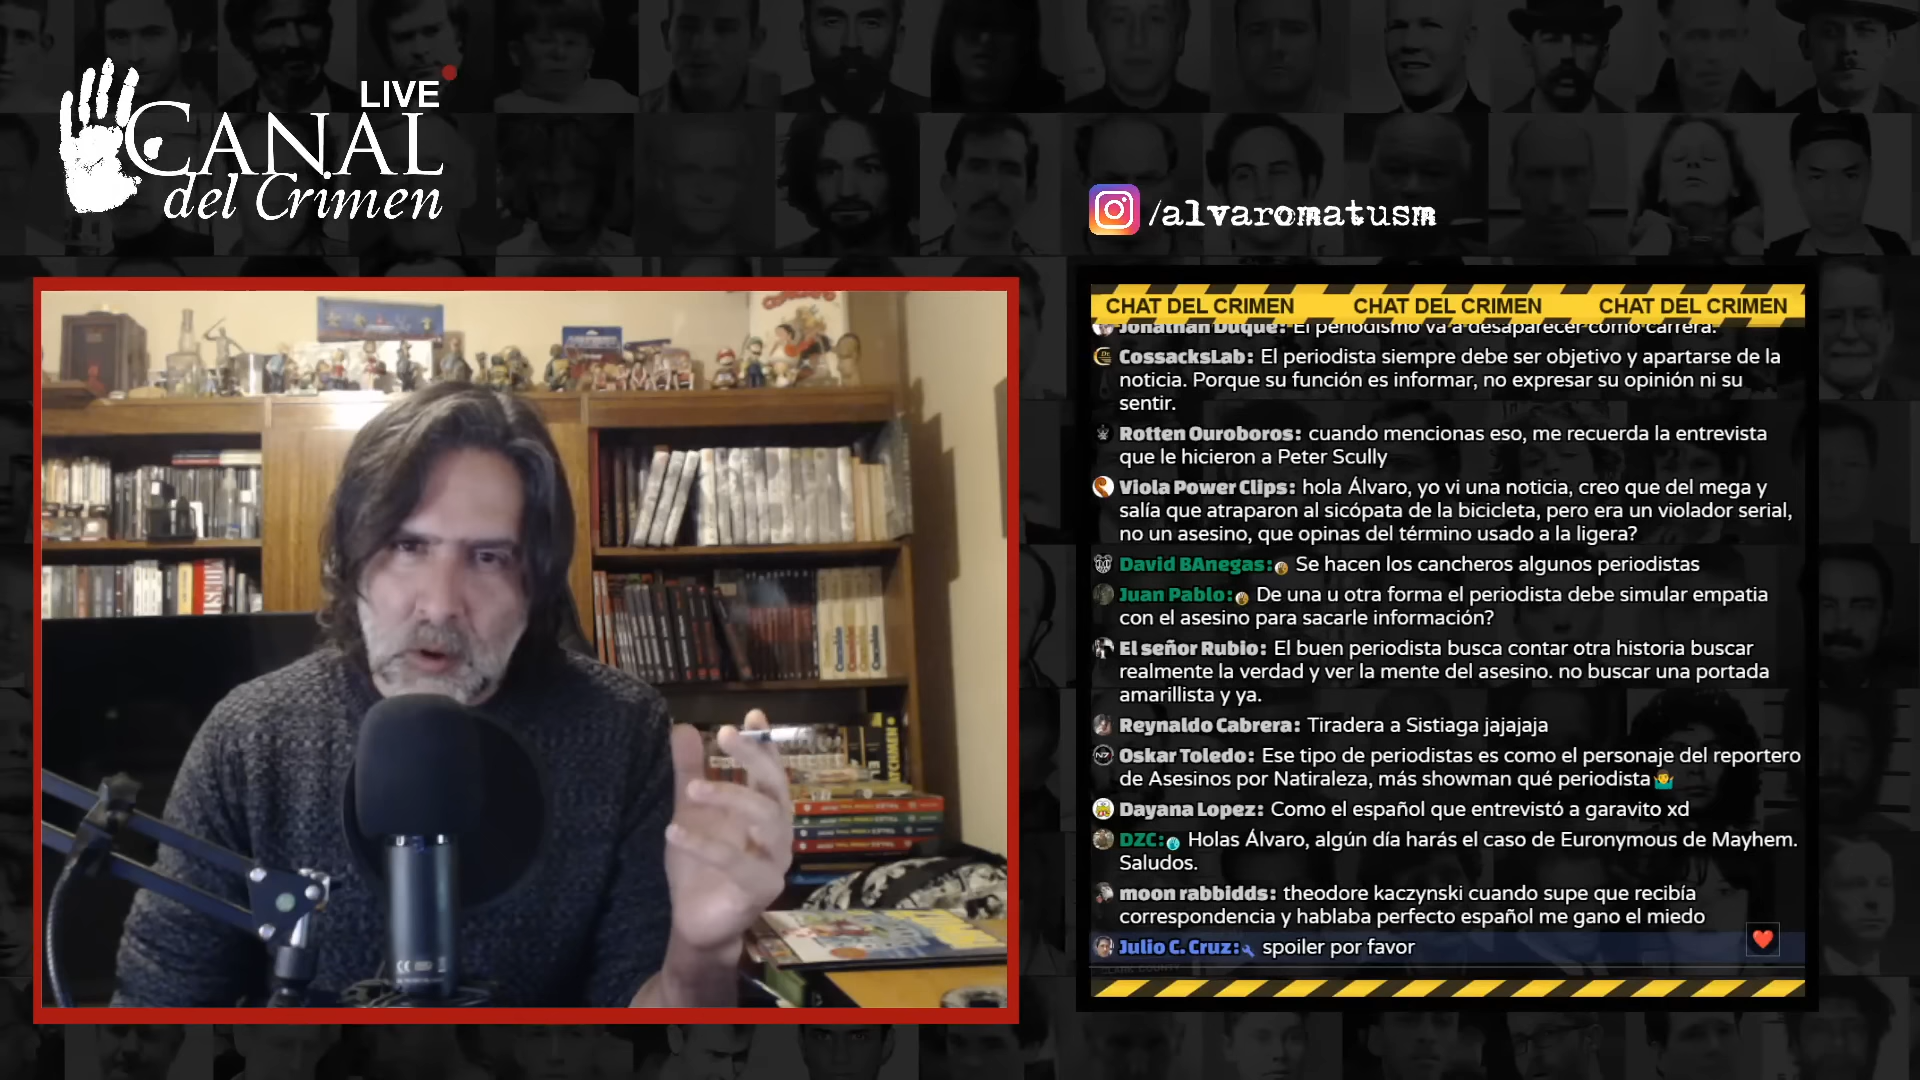 LIVE
CANAL
del Crimen
/alvaromatusm
CHAT DEL CRIMEN CHAT DEL CRIMEN CHAT DEL CRIMEN
Jonathan Duque: El periodismo va a desaparecer como carrera.
CossacksLab: El periodista siempre debe ser objetivo y apartarse de la
noticia. Porque su función es informar, no expresar su opinión ni su
sentir.
Rotten Ouroboros: cuando mencionas eso, me recuerda la entrevista
que le hicieron a Peter Scully
Viola Power Clips: hola Álvaro, yo vi una noticia, creo que del mega y
salía que atraparon al sicópata de la bicicleta, pero era un violador serial,
no un asesino, que opinas del término usado a la ligera?
David BAnegas: Se hacen los cancheros algunos periodistas
Juan Pablo: De una u otra forma el periodista debe simular empatia
con el asesino para sacarle información?
El señor Rubio: El buen periodista busca contar otra historia buscar
realmente la verdad y ver la mente del asesino. no buscar una portada
amarillista y ya.
Reynaldo Cabrera: Tiradera a Sistiaga jajajaja
Oskar Toledo: Ese tipo de periodistas es como el personaje del reportero
de Asesinos por Natiraleza, más showman qué periodista🤷‍♂️
Dayana Lopez: Como el español que entrevistó a garavito xd
DZC: Holas Álvaro, algún día harás el caso de Euronymous de Mayhem.
Saludos.
moon rabbidds: theodore kaczynski cuando supe que recibía
correspondencia y hablaba perfecto español me gano el miedo
Julio C. Cruz: spoiler por favor